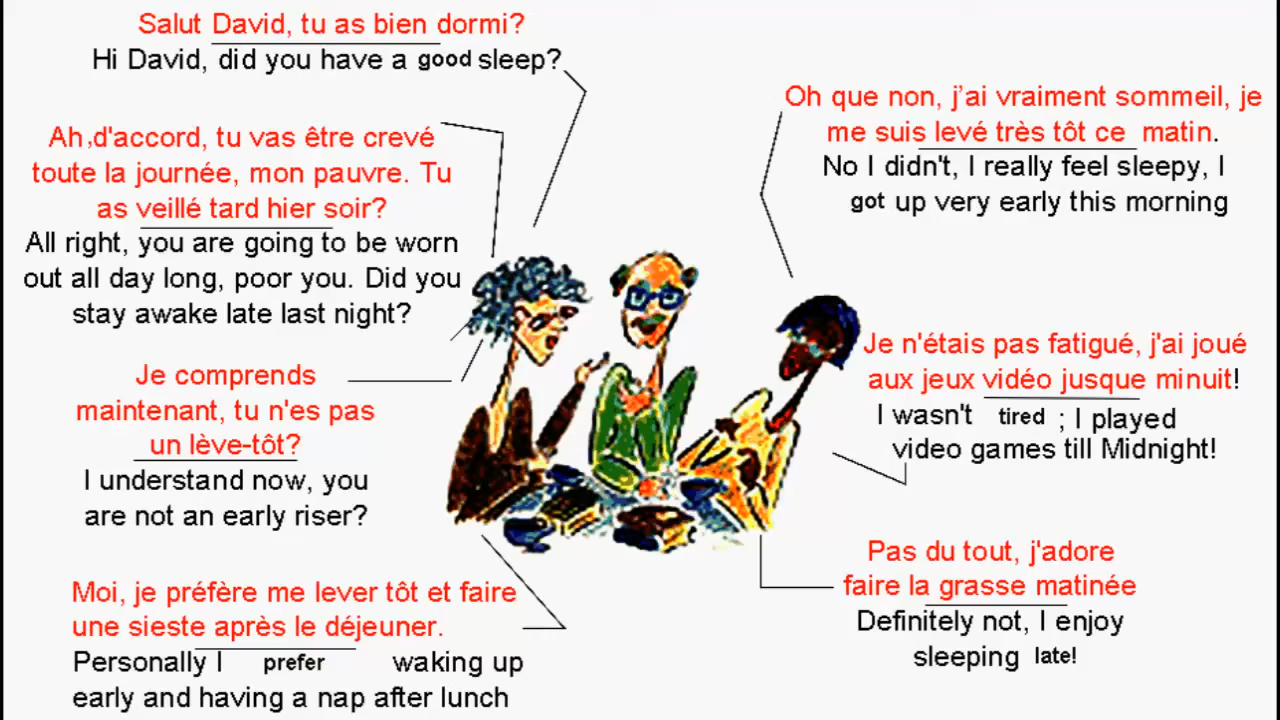 Salut David, tu as bien dormi?
Hi David, did you have a good sleep?
Oh que non, j’ai vraiment sommeil, je
me suis levé très tôt ce matin.
No I didn't, I really feel sleepy, I
got up very early this morning
Ah,d'accord, tu vas être crevé
toute la journée, mon pauvre. Tu
as veillé tard hier soir?
All right, you are going to be worn
out all day long, poor you. Did you
stay awake late last night?
Je n'étais pas fatigué, j'ai joué
aux jeux vidéo jusque minuit!
I wasn't tired ; I played
video games till Midnight!
Je comprends
maintenant, tu n'es pas
un lève-tôt?
I understand now, you
are not an early riser?
Pas du tout, j'adore
faire la grasse matinée
Definitely not, I enjoy
sleeping late!
Moi, je préfère me lever tôt et faire
une sieste après le déjeuner.
Personally I prefer waking up
early and having a nap after lunch